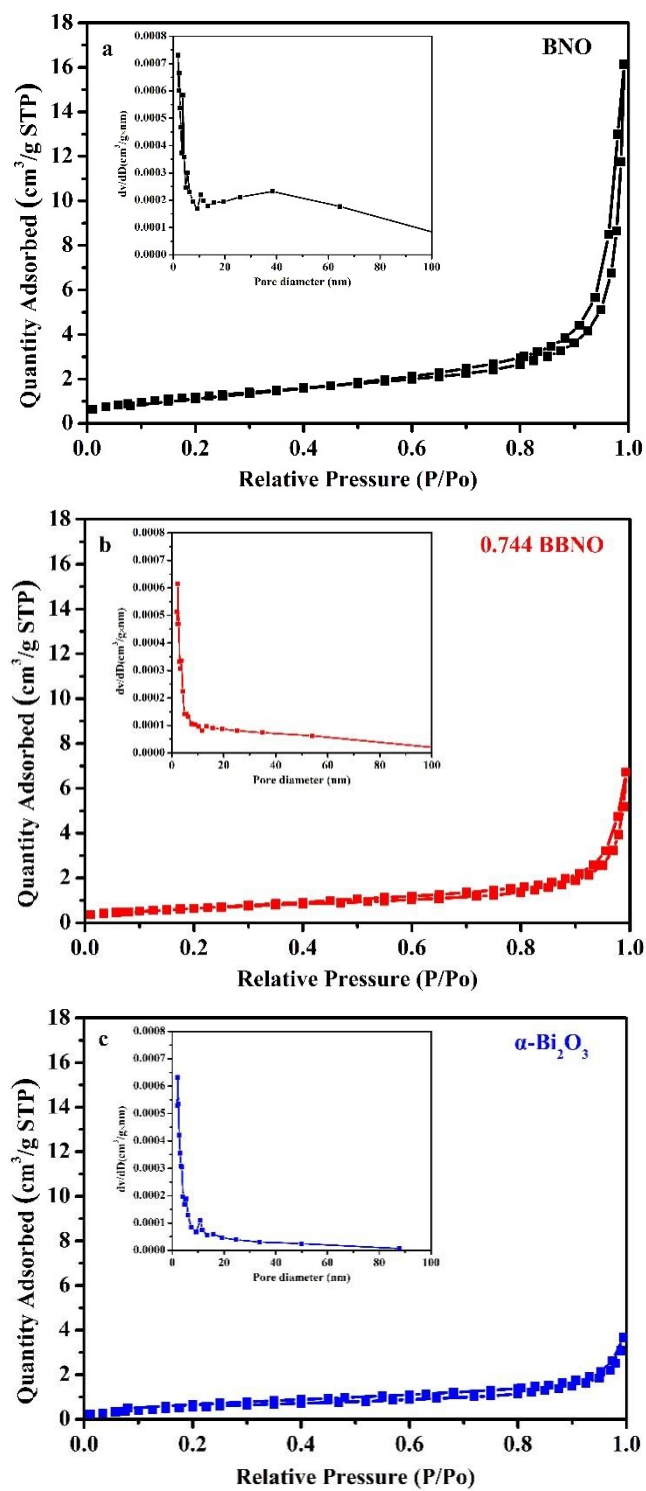 a
BNO
18
16
14
12
10
8
6
4
2
0
Quantity Adsorbed (cm³/g STP)
0.0 0.2 0.4 0.6 0.8 1.0
Relative Pressure (P/Po)
0.0008
0.0007
0.0006
0.0005
0.0004
0.0003
0.0002
0.0001
0.0000
dv/dD(cm³/g×nm)
0 20 40 60 80 100
Pore diameter (nm)
b
0.744 BBNO
18
16
14
12
10
8
6
4
2
0
Quantity Adsorbed (cm³/g STP)
0.0 0.2 0.4 0.6 0.8 1.0
Relative Pressure (P/Po)
0.0008
0.0007
0.0006
0.0005
0.0004
0.0003
0.0002
0.0001
0.0000
dv/dD(cm³/g×nm)
0 20 40 60 80 100
Pore diameter (nm)
c
α-Bi₂O₃
18
16
14
12
10
8
6
4
2
0
Quantity Adsorbed (cm³/g STP)
0.0 0.2 0.4 0.6 0.8 1.0
Relative Pressure (P/Po)
0.0008
0.0007
0.0006
0.0005
0.0004
0.0003
0.0002
0.0001
0.0000
dv/dD(cm³/g×nm)
0 20 40 60 80 100
Pore diameter (nm)